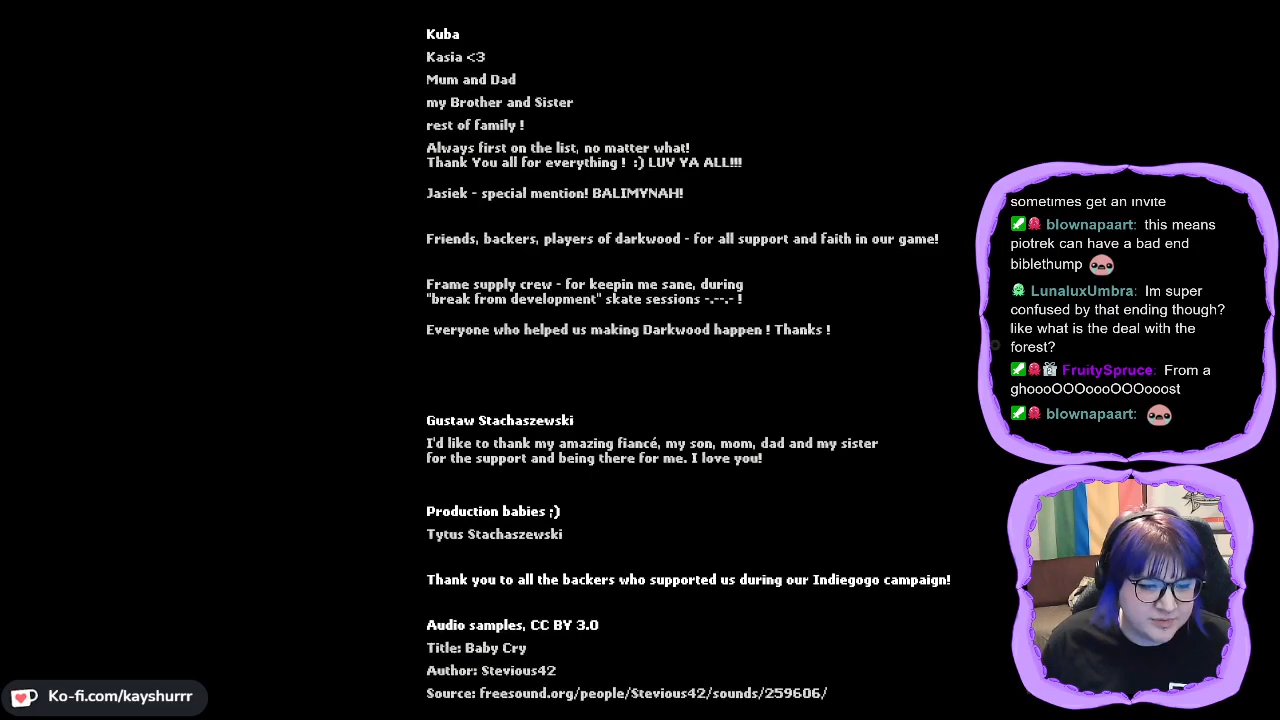 Kuba
Kasia <3
Mum and Dad
my Brother and Sister
rest of family !
Always first on the list, no matter what!
Thank You all for everything ! :) LUV YA ALL!!!
Jasiek - special mention! BALIMYNAH!
Friends, backers, players of darkwood - for all support and faith in our game!
Frame supply crew - for keepin me sane, during
"break from development" skate sessions -.--.- !
Everyone who helped us making Darkwood happen ! Thanks !
Gustaw Stachaszewski
I'd like to thank my amazing fiancé, my son, mom, dad and my sister
for the support and being there for me. I love you!
Production babies ;)
Tytus Stachaszewski
Thank you to all the backers who supported us during our Indiegogo campaign!
Audio samples, CC BY 3.0
Title: Baby Cry
Author: Stevious42
Source: freesound.org/people/Stevious42/sounds/259606/
sometimes get an invite
blownapaart: this means
piotrek can have a bad end
biblethump
LunaluxUmbra: Im super
confused by that ending though?
like what is the deal with the
forest?
FruitySpruce: From a
ghoooOOOoooOOOooost
blownapaart:
Ko-fi.com/kayshurrr